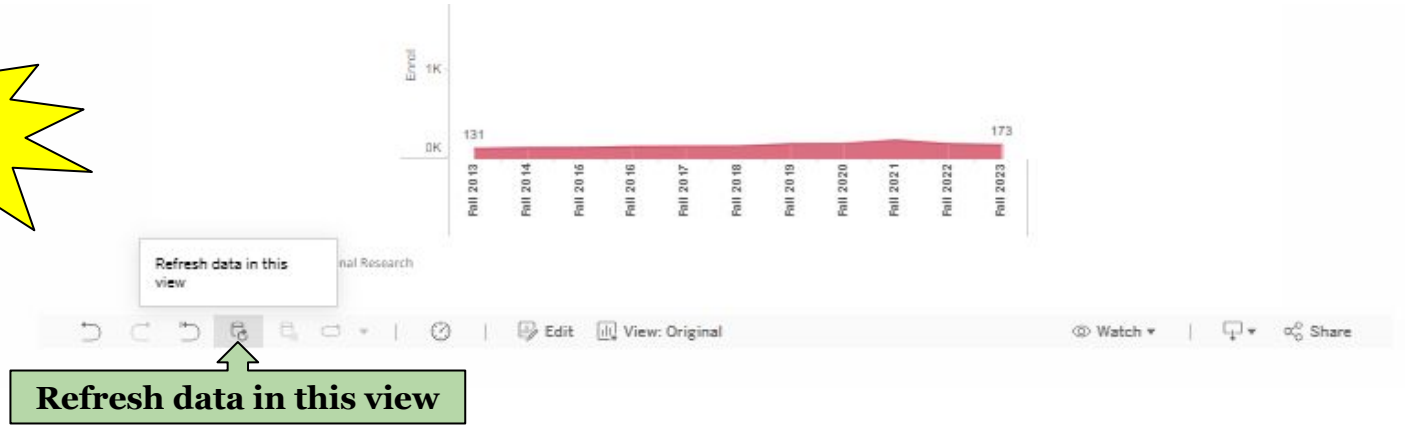 Enrol
1K
0K
131
173
Fall 2013
Fall 2014
Fall 2015
Fall 2016
Fall 2017
Fall 2018
Fall 2019
Fall 2020
Fall 2021
Fall 2022
Fall 2023
Refresh data in this
view
nal Research
Edit
View: Original
Watch
Share
Refresh data in this view